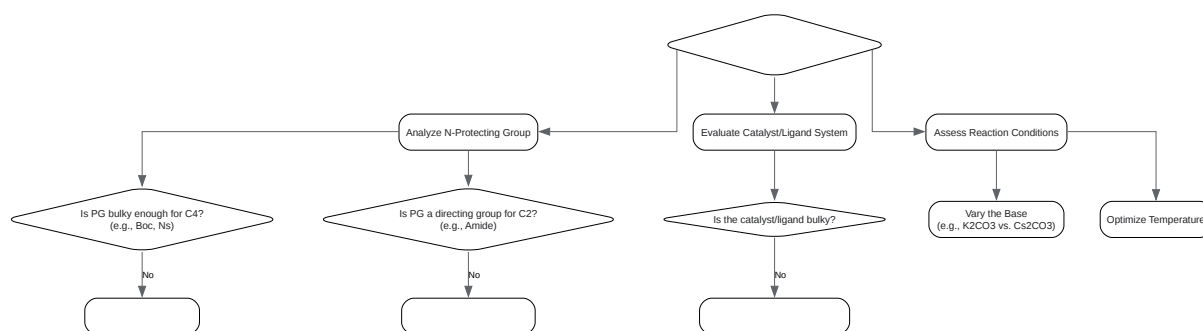 Analyze N-Protecting Group
Evaluate Catalyst/Ligand System
Assess Reaction Conditions
Is PG bulky enough for C4?
(e.g., Boc, Ns)
Is PG a directing group for C2?
(e.g., Amide)
Is the catalyst/ligand bulky?
Vary the Base
(e.g., K2CO3 vs. Cs2CO3)
Optimize Temperature
No
No
No